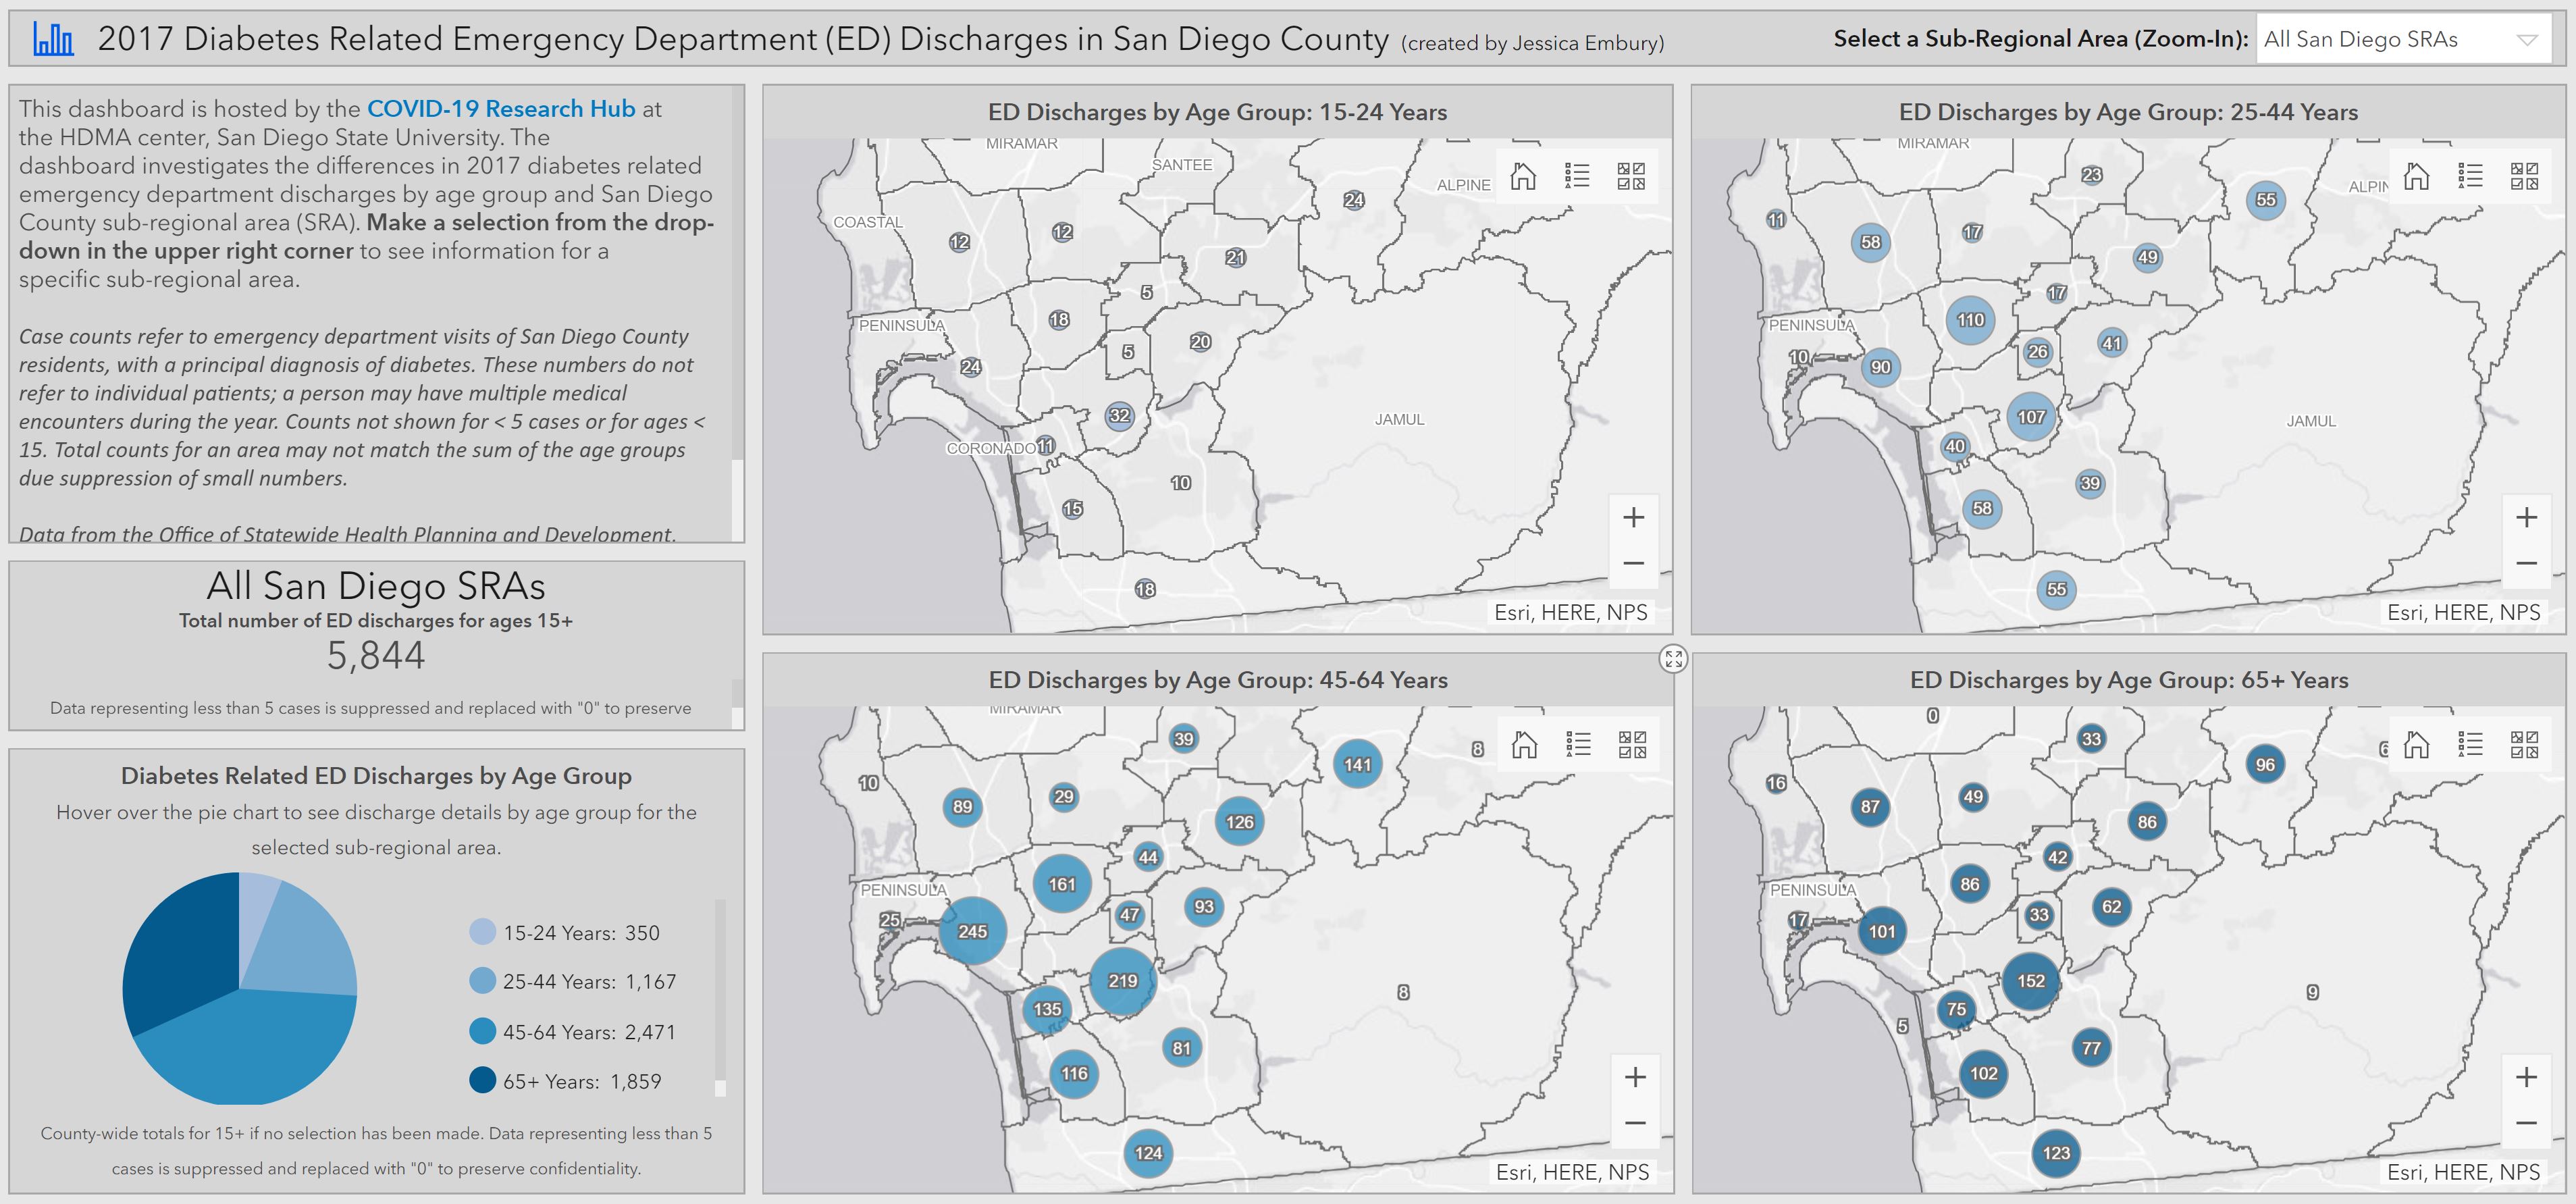 2017 Diabetes Related Emergency Department (ED) Discharges in San Diego County (created by Jessica Embury)
Select a Sub-Regional Area (Zoom-In): All San Diego SRAs
This dashboard is hosted by the COVID-19 Research Hub at
the HDMA center, San Diego State University. The
dashboard investigates the differences in 2017 diabetes related
emergency department discharges by age group and San Diego
County sub-regional area (SRA). Make a selection from the drop-
down in the upper right corner to see information for a
specific sub-regional area.
Case counts refer to emergency department visits of San Diego County
residents, with a principal diagnosis of diabetes. These numbers do not
refer to individual patients; a person may have multiple medical
encounters during the year. Counts not shown for < 5 cases or for ages <
15. Total counts for an area may not match the sum of the age groups
due suppression of small numbers.
Data from the Office of Statewide Health Planning and Development.
All San Diego SRAs
Total number of ED discharges for ages 15+
5,844
Data representing less than 5 cases is suppressed and replaced with "0" to preserve
Diabetes Related ED Discharges by Age Group
Hover over the pie chart to see discharge details by age group for the
selected sub-regional area.
15-24 Years: 350
25-44 Years: 1,167
45-64 Years: 2,471
65+ Years: 1,859
County-wide totals for 15+ if no selection has been made. Data representing less than 5
cases is suppressed and replaced with "0" to preserve confidentiality.
ED Discharges by Age Group: 15-24 Years
MIRAMAR
SANTEE
ALPINE
24
COASTAL
12
12
21
5
18
PENINSULA
20
5
24
32
JAMUL
CORONADO
11
10
15
18
+
−
Esri, HERE, NPS
ED Discharges by Age Group: 25-44 Years
MIRAMAR
23
ALPIN
55
11
17
58
49
17
110
PENINSULA
41
26
10
90
107
JAMUL
40
39
58
55
+
−
Esri, HERE, NPS
ED Discharges by Age Group: 45-64 Years
MIRAMAR
39
8
141
10
29
89
126
44
161
PENINSULA
93
47
25
245
219
8
135
81
116
124
+
−
Esri, HERE, NPS
ED Discharges by Age Group: 65+ Years
0
33
96
16
49
87
86
42
86
PENINSULA
62
33
17
101
152
9
75
5
77
102
123
+
−
Esri, HERE, NPS